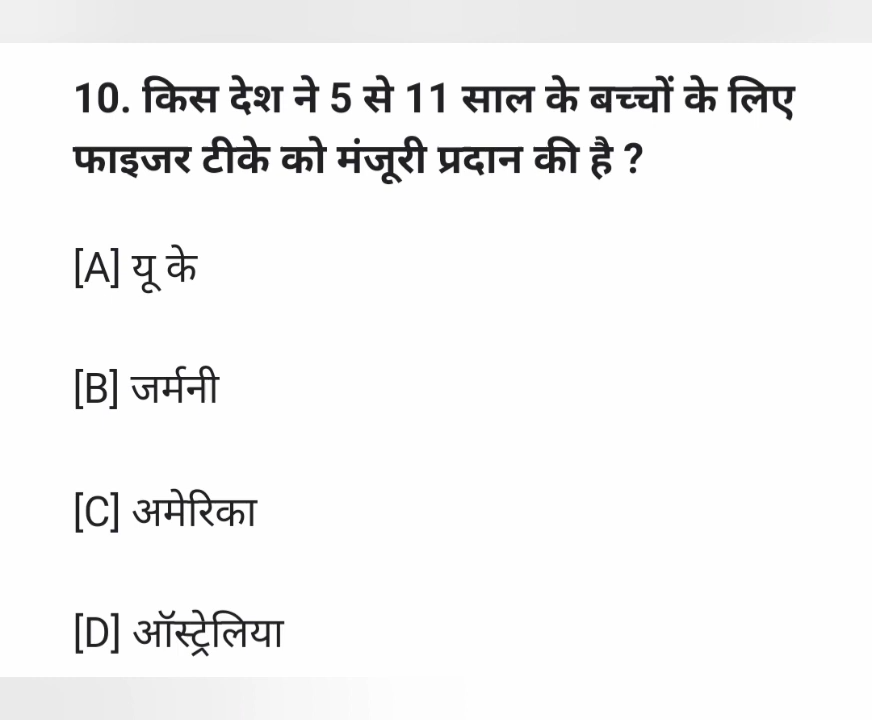 10. किस देश ने 5 से 11 साल के बच्चों के लिए
फाइजर टीके को मंजूरी प्रदान की है ?
[A] यू के
[B] जर्मनी
[C] अमेरिका
[D] ऑस्ट्रेलिया